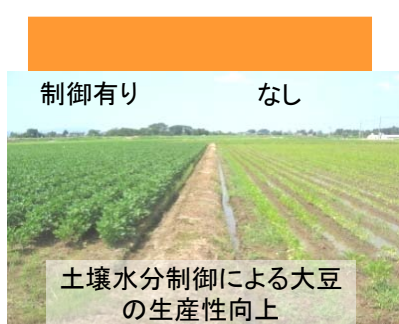 制御有り なし
土壌水分制御による大豆
の生産性向上